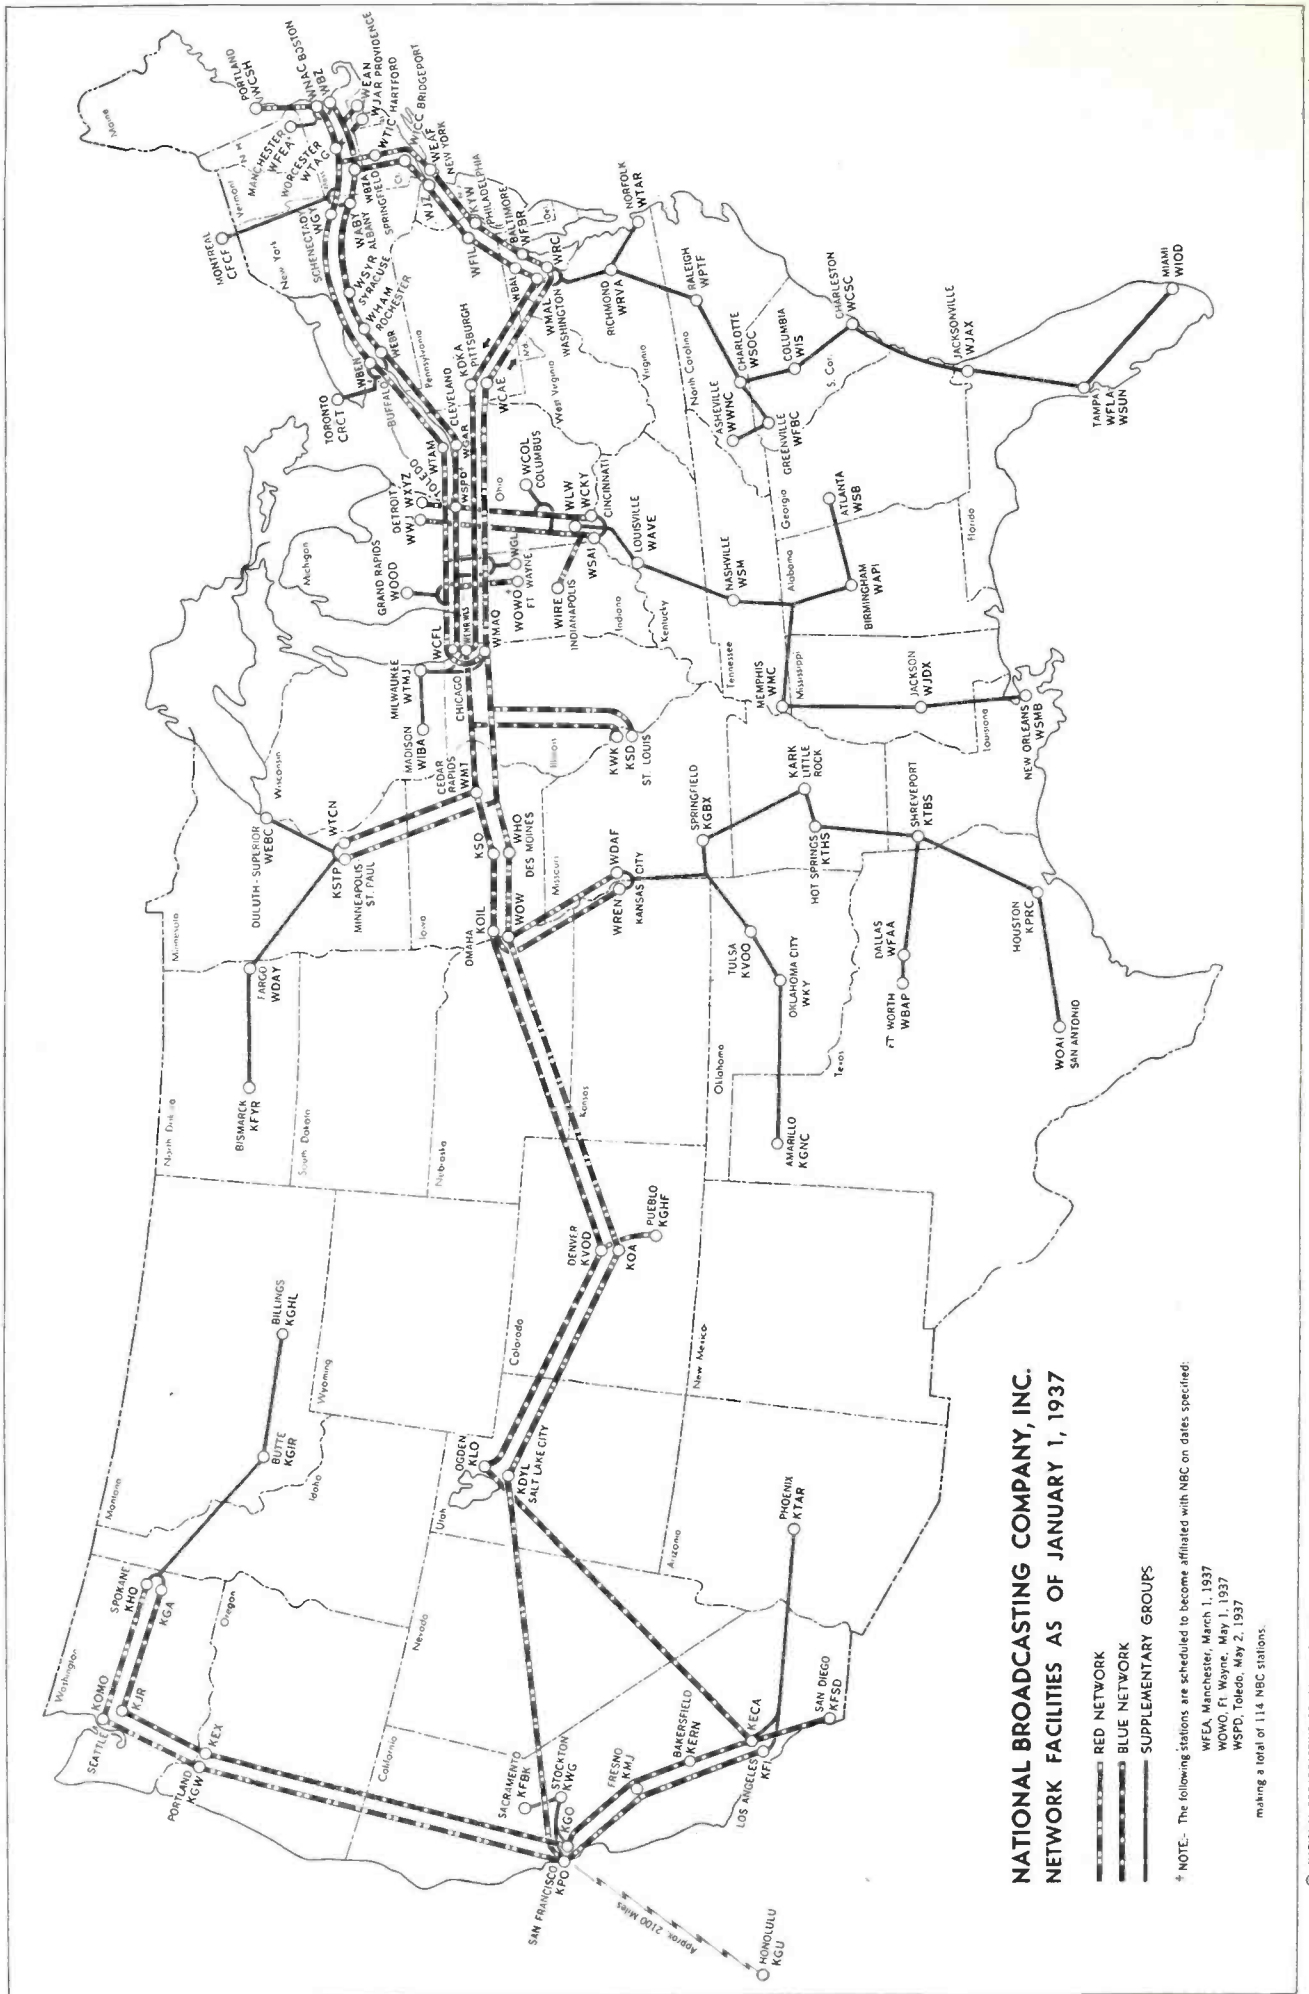 NATIONAL BROADCASTING COMPANY, INC.
NETWORK FACILITIES AS OF JANUARY 1, 1937
RED NETWORK
BLUE NETWORK
SUPPLEMENTARY GROUPS
† NOTE:- The following stations are scheduled to become affiliated with NBC on dates specified:
WFEA, Manchester, March 1, 1937
WOWO, Ft. Wayne, May 1, 1937
WSPD, Toledo, May 2, 1937
making a total of 114 NBC stations.
Washington
SEATTLE
KOMO
KJR
SPOKANE
KHQ
KGA
PORTLAND
KGW
KEX
Oregon
Montana
Idaho
BUTTE
KGIR
BILLINGS
KGHL
Wyoming
California
Nevada
Utah
SACRAMENTO
KFBK
STOCKTON
KWG
SAN FRANCISCO
KPO
KGO
FRESNO
KMJ
BAKERSFIELD
KERN
LOS ANGELES
KFI
KECA
SAN DIEGO
KFSD
Approx. 2100 Miles
HONOLULU
KGU
Arizona
PHOENIX
KTAR
OGDEN
KLO
KDYL
SALT LAKE CITY
Colorado
New Mexico
DENVER
KVOD
KOA
PUEBLO
KGHF
North Dakota
BISMARCK
KFYR
FARGO
WDAY
South Dakota
Nebraska
Kansas
Oklahoma
Texas
AMARILLO
KGNC
OKLAHOMA CITY
WKY
TULSA
KVOO
FT WORTH
WBAP
DALLAS
WFAA
WOAI
SAN ANTONIO
HOUSTON
KPRC
SHREVEPORT
KTBS
HOT SPRINGS
KTHS
KARK
LITTLE
ROCK
SPRINGFIELD
KGBX
Minnesota
DULUTH - SUPERIOR
WEBC
KSTP
WTCN
MINNEAPOLIS
ST. PAUL
Iowa
OMAHA
KOIL
WOW
KSO
WHO
DES MOINES
CEDAR
RAPIDS
WMT
Missouri
WREN
WDAF
KANSAS CITY
Wisconsin
MADISON
WIBA
MILWAUKEE
WTMJ
CHICAGO
WCFL
WENR WLS
WMAQ
Illinois
KWK
KSD
ST. LOUIS
Michigan
GRAND RAPIDS
WOOD
DETROIT
WWJ
WXYZ
TOLEDO
WSPD†
WGL
WOWO
FT WAYNE
WIRE
INDIANAPOLIS
Indiana
Ohio
WCOL
COLUMBUS
WLW
WCKY
WSAI
CINCINNATI
CLEVELAND
WTAM
WGAR
Kentucky
LOUISVILLE
WAVE
NASHVILLE
WSM
Tennessee
MEMPHIS
WMC
Mississippi
JACKSON
WJDX
NEW ORLEANS
WSMB
Louisiana
Alabama
BIRMINGHAM
WAPI
Georgia
ATLANTA
WSB
Florida
JACKSONVILLE
WJAX
TAMPA
WFLA
WSUN
MIAMI
WIOD
S. Car.
North Carolina
ASHEVILLE
WWNC
GREENVILLE
WFBC
CHARLOTTE
WSOC
COLUMBIA
WIS
CHARLESTON
WCSC
RALEIGH
WPTF
RICHMOND
WRVA
NORFOLK
WTAR
Virginia
West Virginia
Md.
Del.
KDKA
PITTSBURGH
WCAE
Pennsylvania
WMAL
WASHINGTON
WRC
WBAL
BALTIMORE
WFBR
WFIL
KYW
PHILADELPHIA
WJZ
WEAF
NEW YORK
WICC BRIDGEPORT
WTIC HARTFORD
TORONTO
CRCT
BUFFALO
WBEN
WEBR
WHAM
ROCHESTER
WSYR
SYRACUSE
SCHENECTADY
WGY
WABY
ALBANY
WBZA
SPRINGFIELD
New York
MONTREAL
CFCF
Vermont
N H
Mass
Maine
MANCHESTER
WFEA†
WORCESTER
WTAG
PORTLAND
WCSH
WNAC BOSTON
WBZ
WEAN
WJAR PROVIDENCE